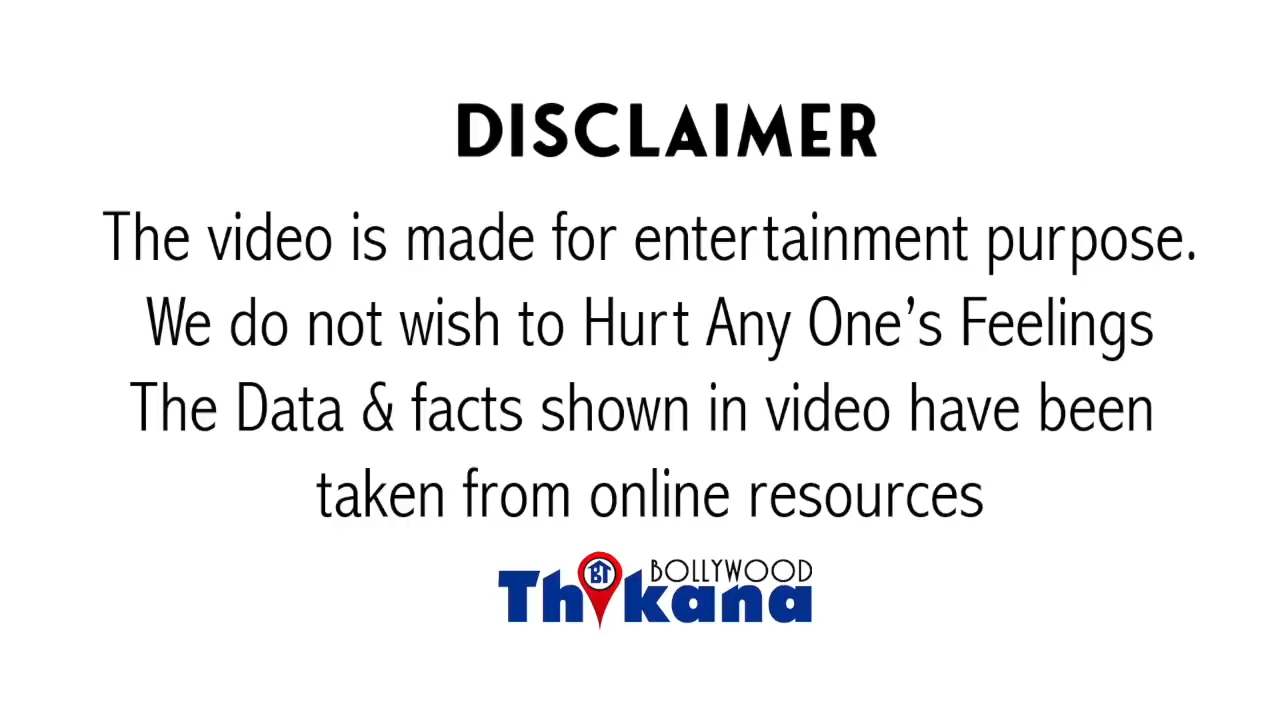 DISCLAIMER
The video is made for entertainment purpose.
We do not wish to Hurt Any One’s Feelings
The Data & facts shown in video have been
taken from online resources
BOLLYWOOD
BT
Thikana